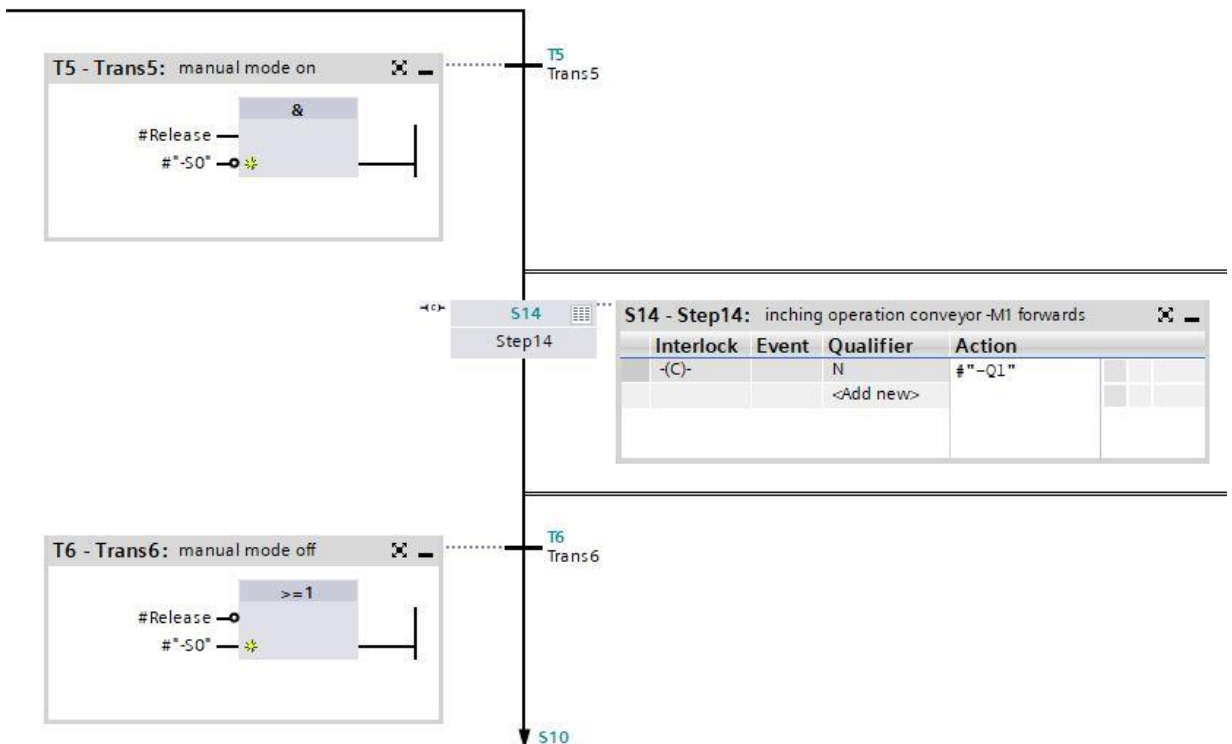 T5
Trans5
T5 - Trans5: manual mode on
&
#Release
#"-S0"
-(C)-
S14
Step14
S14 - Step14: inching operation conveyor -M1 forwards
Interlock Event Qualifier Action
-(C)- N #"-Q1"
<Add new>
T6
Trans6
T6 - Trans6: manual mode off
>=1
#Release
#"-S0"
S10